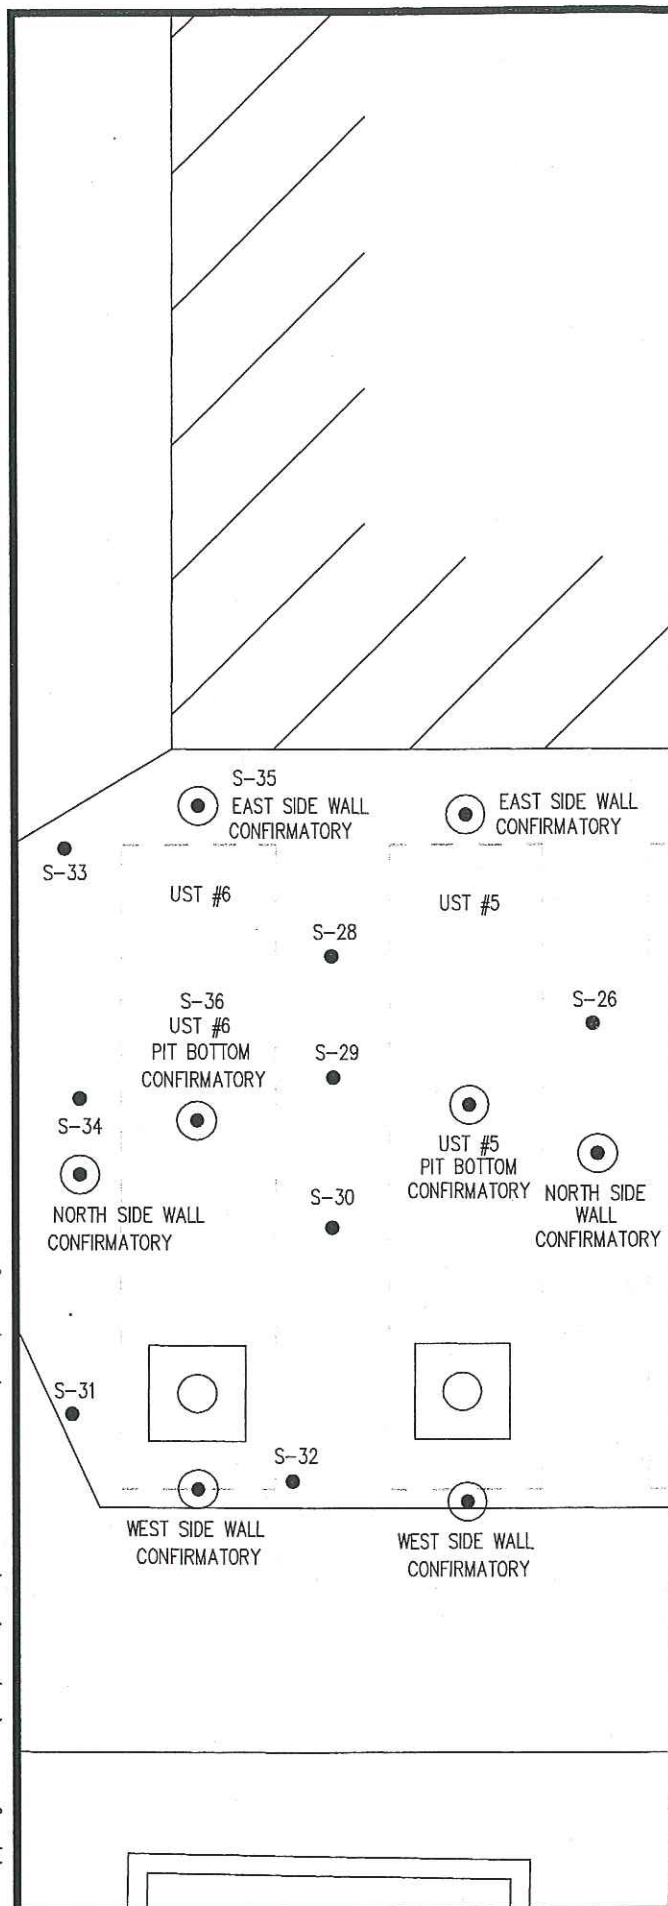 S-35
EAST SIDE WALL
CONFIRMATORY
EAST SIDE WALL
CONFIRMATORY
S-33
UST #6
UST #5
S-28
S-36
UST #6
PIT BOTTOM
CONFIRMATORY
S-26
S-29
S-34
UST #5
PIT BOTTOM
CONFIRMATORY
NORTH SIDE
WALL
CONFIRMATORY
NORTH SIDE WALL
CONFIRMATORY
S-30
S-31
S-32
WEST SIDE WALL
CONFIRMATORY
WEST SIDE WALL
CONFIRMATORY